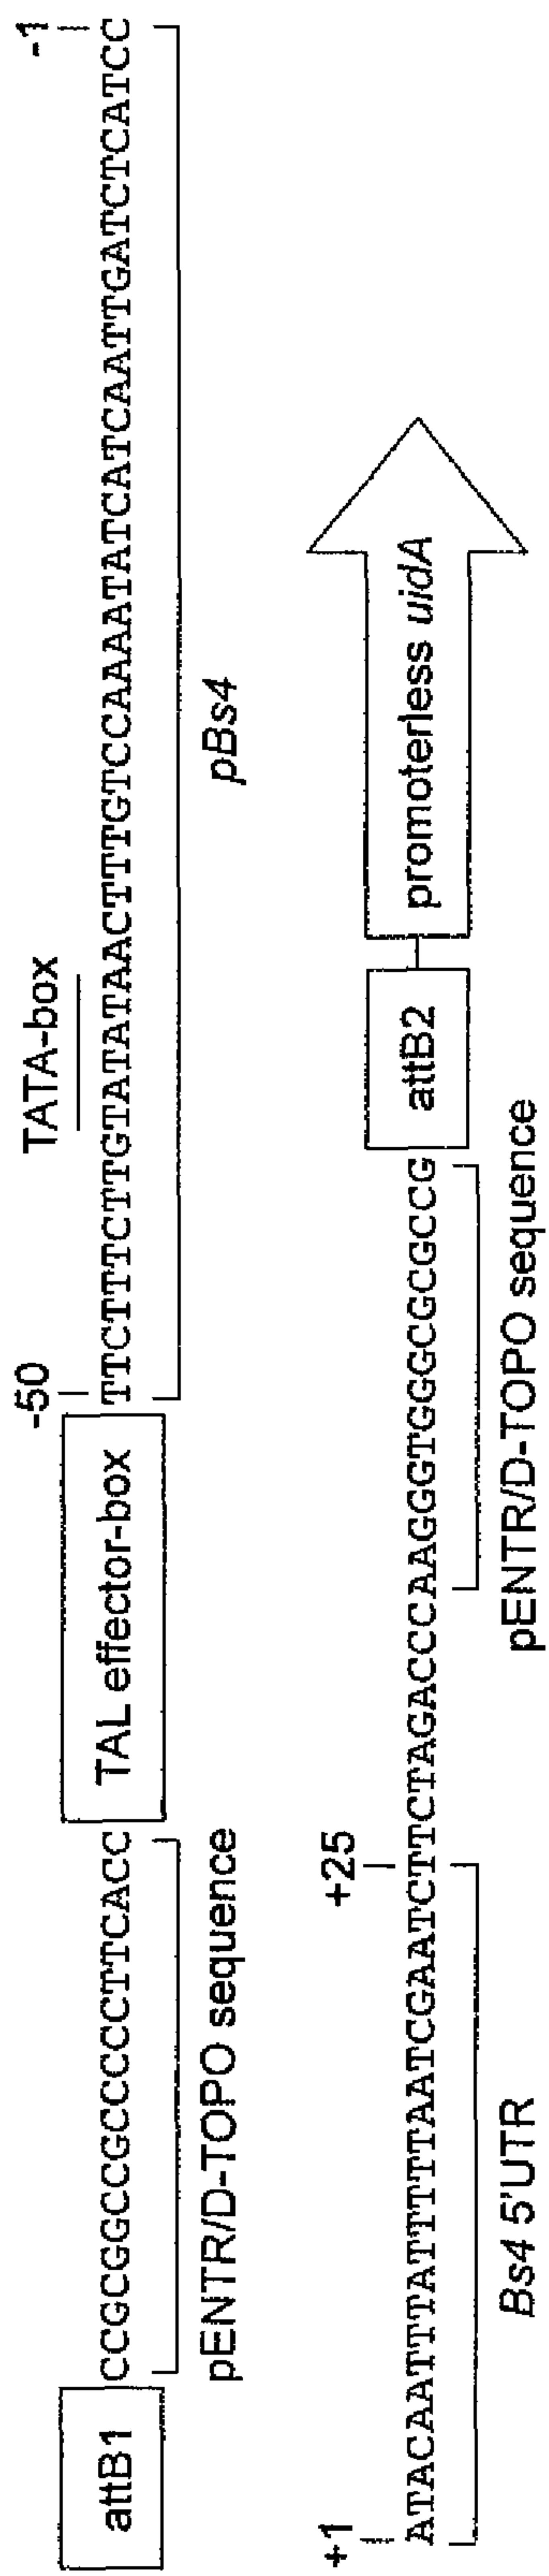 -50 TATA-box -1
attB1 CCGCGGCCGCCCCCTTCACC TAL effector-box TTCTTTCTTGTATATAACTTTGTCCAAAATATCATCAATTGATCTCATCC
pENTR/D-TOPO sequence pBs4
+1 +25
ATACAATTTATTTTTAATCGAATCTTCTAGACCCAAGGGTGGGCGCGCCG attB2 promoterless uidA
Bs4 5'UTR pENTR/D-TOPO sequence